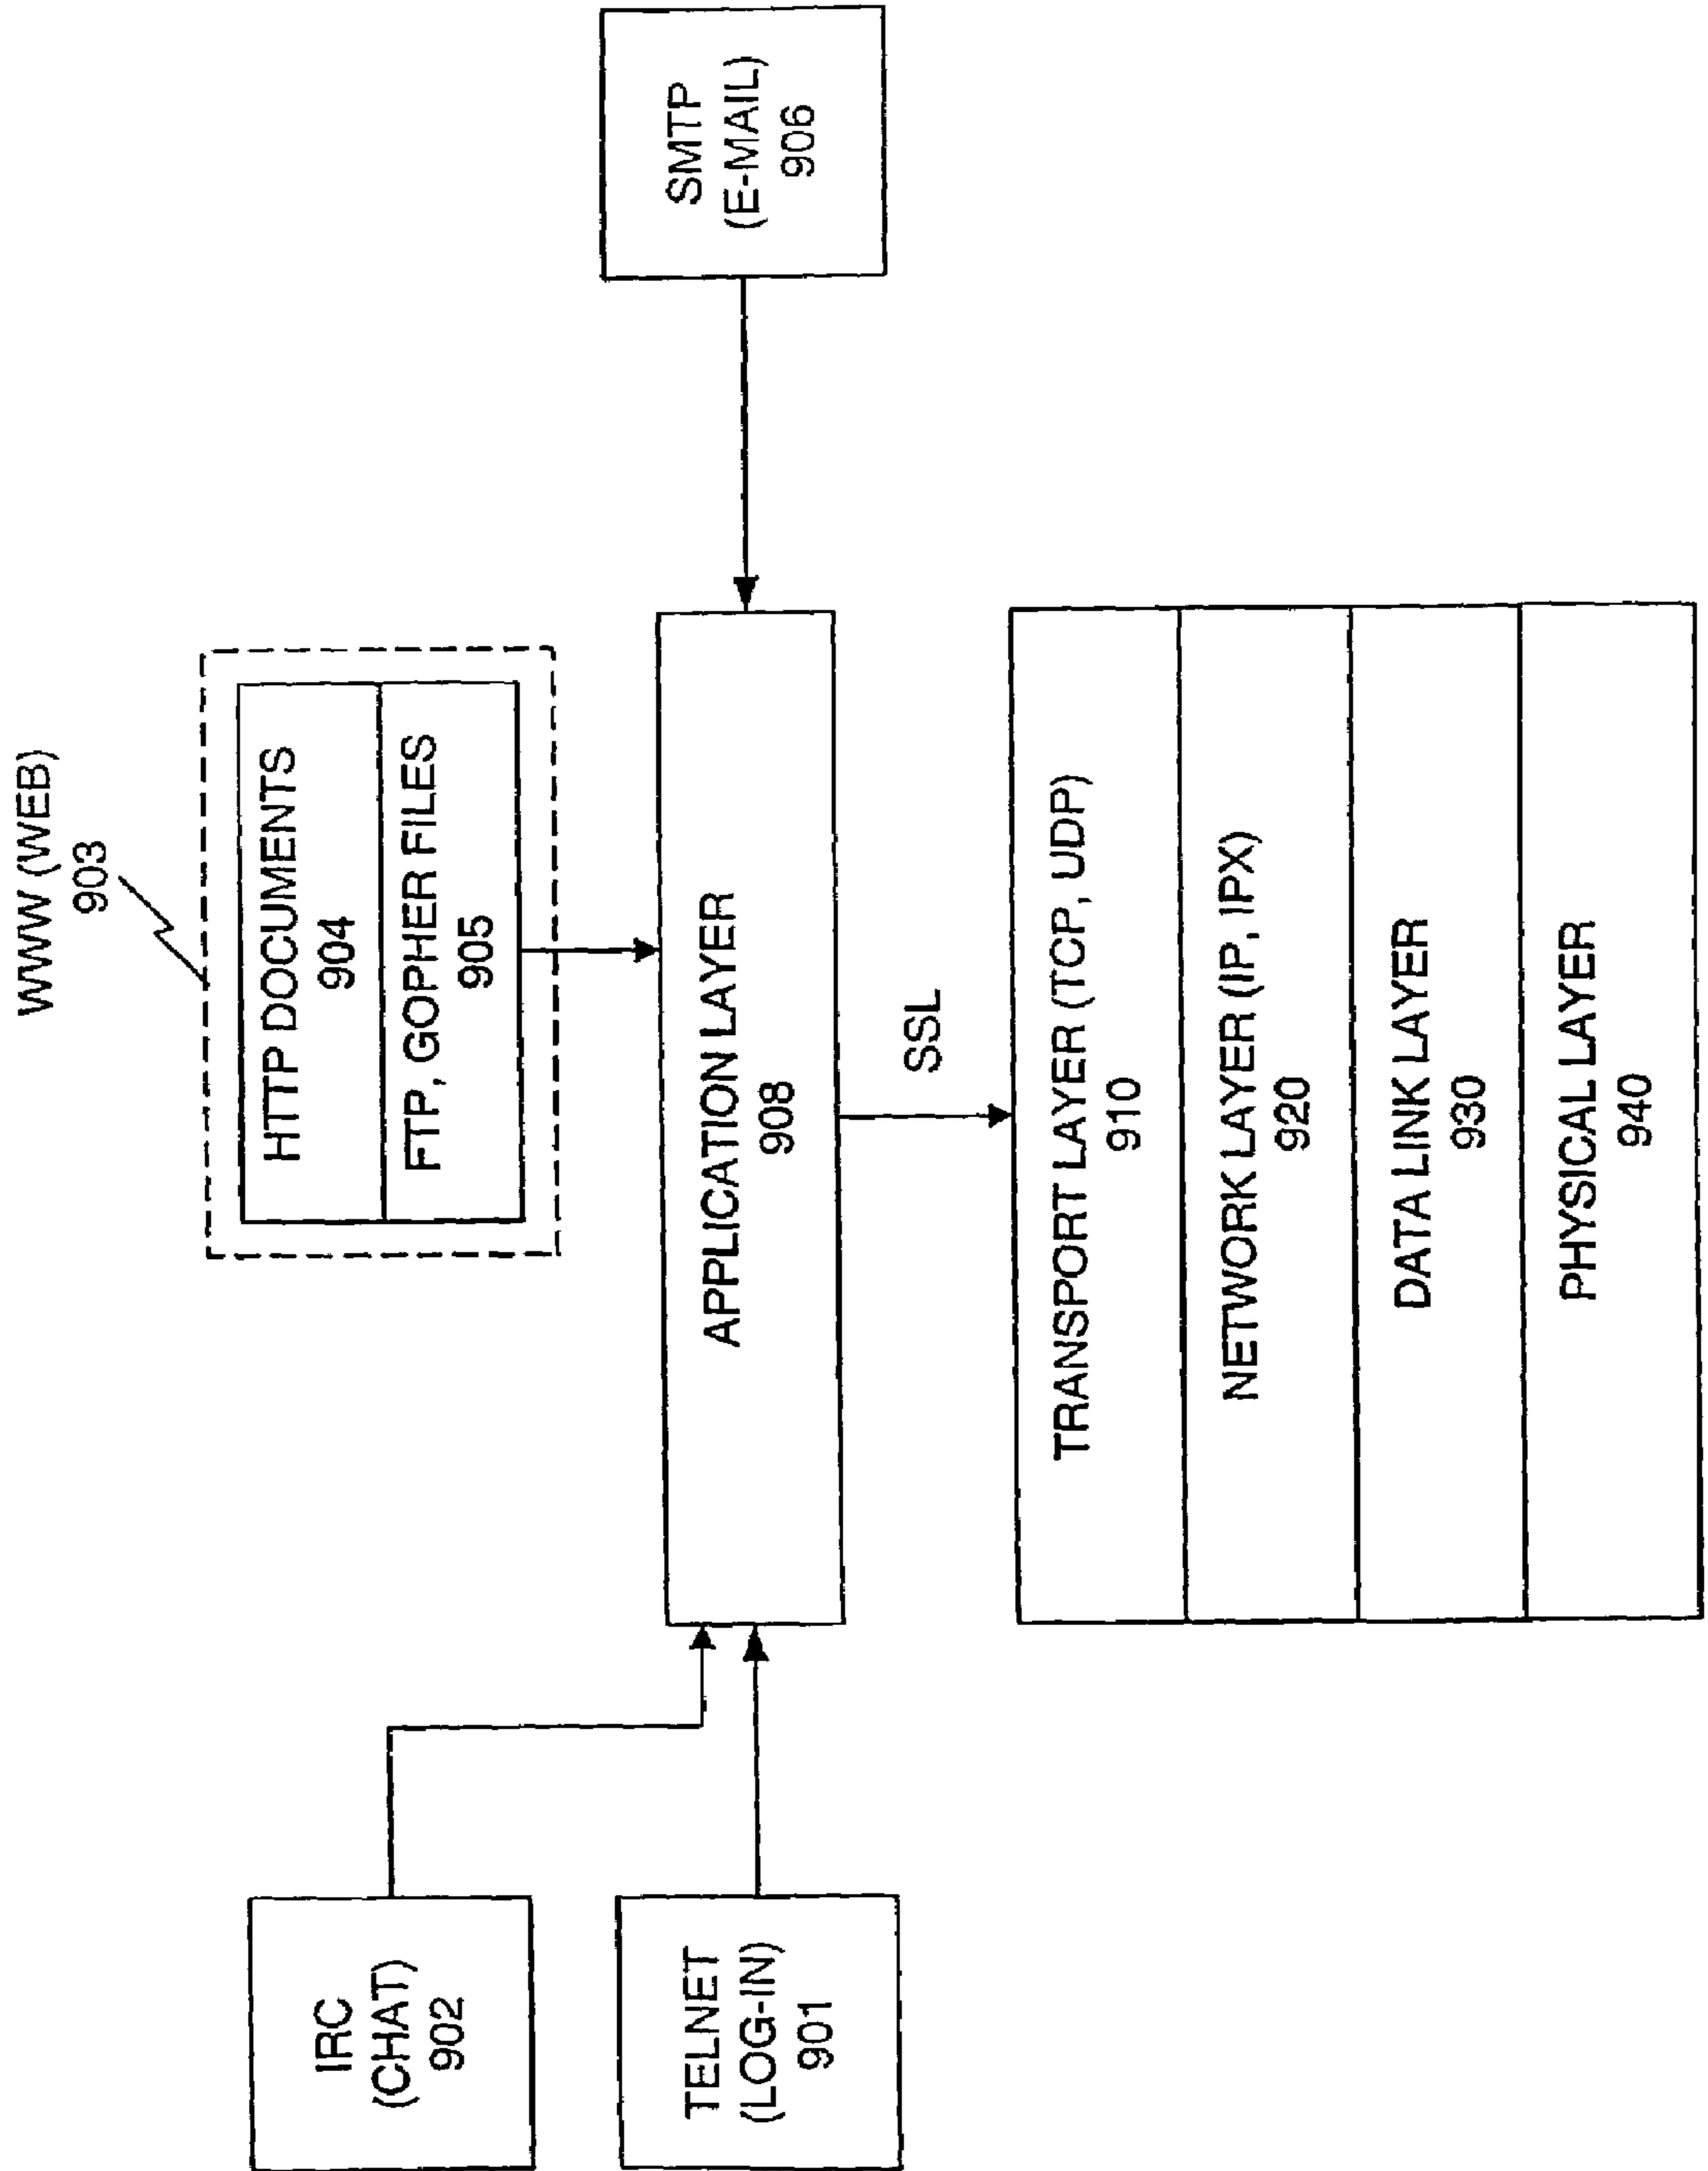 WWW (WEB)
903
HTTP DOCUMENTS
904
FTP, GOPHER FILES
905
IRC
(CHAT)
902
TELNET
(LOG-IN)
901
APPLICATION LAYER
908
SMTP
(E-MAIL)
906
SSL
TRANSPORT LAYER (TCP, UDP)
910
NETWORK LAYER (IP, IPX)
920
DATA LINK LAYER
930
PHYSICAL LAYER
940